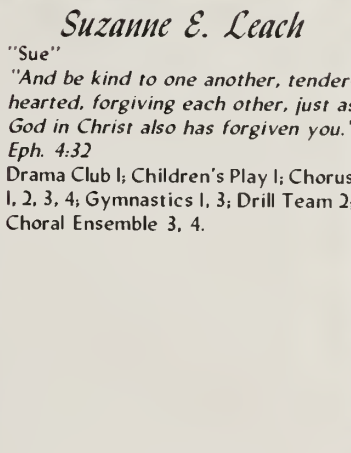 Suzanne E. Leach
"Sue"
"And be kind to one another, tender
hearted, forgiving each other, just as
God in Christ also has forgiven you."
Eph. 4:32
Drama Club I; Children's Play I; Chorus
I, 2, 3, 4; Gymnastics I, 3; Drill Team 2-
Choral Ensemble 3, 4.